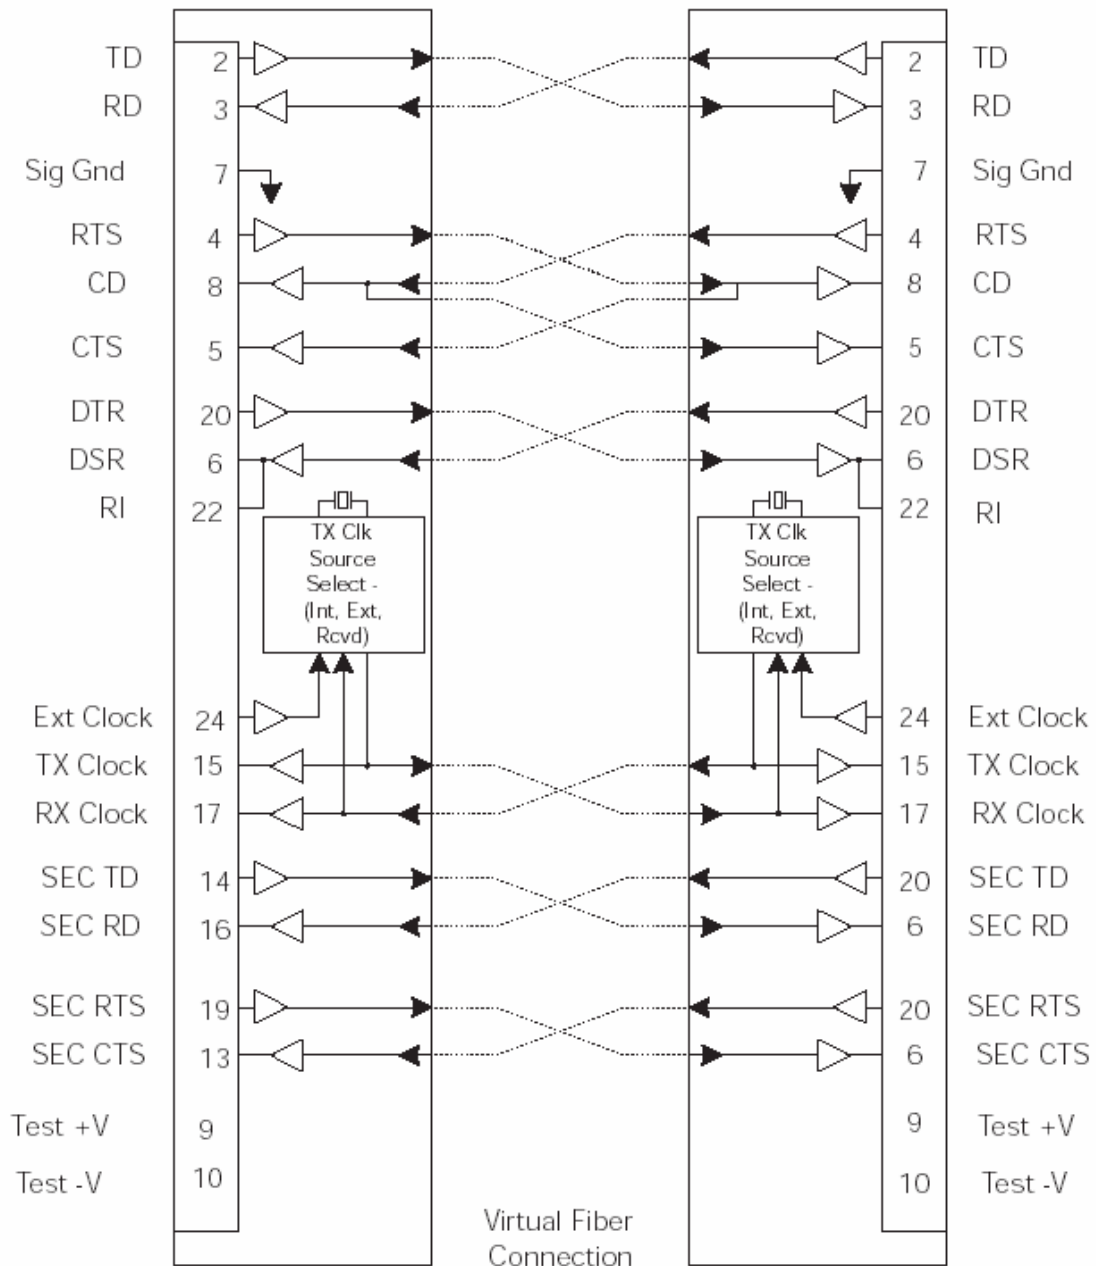 TD 2 2 TD
RD 3 3 RD
Sig Gnd 7 7 Sig Gnd
RTS 4 4 RTS
CD 8 8 CD
CTS 5 5 CTS
DTR 20 20 DTR
DSR 6 6 DSR
RI 22 22 RI
TX Clk
Source
Select -
(Int, Ext,
Rcvd)
TX Clk
Source
Select -
(Int, Ext,
Rcvd)
Ext Clock 24 24 Ext Clock
TX Clock 15 15 TX Clock
RX Clock 17 17 RX Clock
SEC TD 14 20 SEC TD
SEC RD 16 6 SEC RD
SEC RTS 19 20 SEC RTS
SEC CTS 13 6 SEC CTS
Test +V 9 9 Test +V
Test -V 10 10 Test -V
Virtual Fiber
Connection